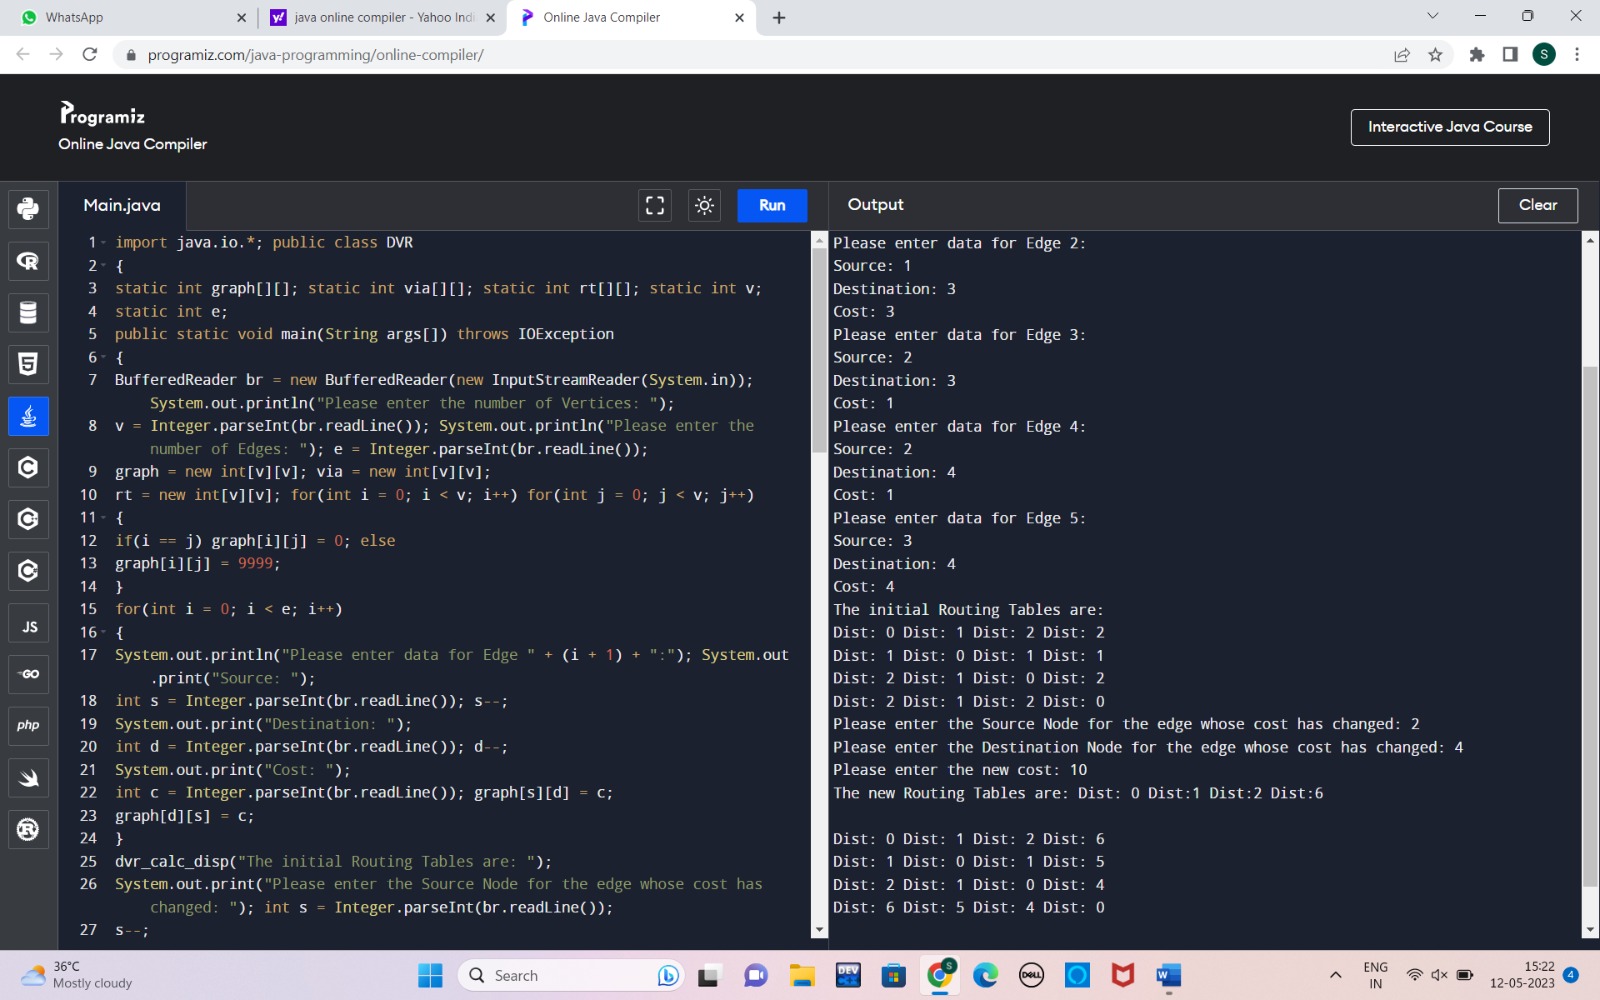 WhatsApp
java online compiler - Yahoo Indi
Online Java Compiler
programiz.com/java-programming/online-compiler/
S
Programiz
Online Java Compiler
Interactive Java Course
Main.java
Run
Output
Clear
1 import java.io.*; public class DVR
2 {
3 static int graph[][]; static int via[][]; static int rt[][]; static int v;
4 static int e;
5 public static void main(String args[]) throws IOException
6 {
7 BufferedReader br = new BufferedReader(new InputStreamReader(System.in));
System.out.println("Please enter the number of Vertices: ");
8 v = Integer.parseInt(br.readLine()); System.out.println("Please enter the
number of Edges: "); e = Integer.parseInt(br.readLine());
9 graph = new int[v][v]; via = new int[v][v];
10 rt = new int[v][v]; for(int i = 0; i < v; i++) for(int j = 0; j < v; j++)
11 {
12 if(i == j) graph[i][j] = 0; else
13 graph[i][j] = 9999;
14 }
15 for(int i = 0; i < e; i++)
16 {
17 System.out.println("Please enter data for Edge " + (i + 1) + ":"); System.out
.print("Source: ");
18 int s = Integer.parseInt(br.readLine()); s--;
19 System.out.print("Destination: ");
20 int d = Integer.parseInt(br.readLine()); d--;
21 System.out.print("Cost: ");
22 int c = Integer.parseInt(br.readLine()); graph[s][d] = c;
23 graph[d][s] = c;
24 }
25 dvr_calc_disp("The initial Routing Tables are: ");
26 System.out.print("Please enter the Source Node for the edge whose cost has
changed: "); int s = Integer.parseInt(br.readLine());
27 s--;
Please enter data for Edge 2:
Source: 1
Destination: 3
Cost: 3
Please enter data for Edge 3:
Source: 2
Destination: 3
Cost: 1
Please enter data for Edge 4:
Source: 2
Destination: 4
Cost: 1
Please enter data for Edge 5:
Source: 3
Destination: 4
Cost: 4
The initial Routing Tables are:
Dist: 0 Dist: 1 Dist: 2 Dist: 2
Dist: 1 Dist: 0 Dist: 1 Dist: 1
Dist: 2 Dist: 1 Dist: 0 Dist: 2
Dist: 2 Dist: 1 Dist: 2 Dist: 0
Please enter the Source Node for the edge whose cost has changed: 2
Please enter the Destination Node for the edge whose cost has changed: 4
Please enter the new cost: 10
The new Routing Tables are: Dist: 0 Dist:1 Dist:2 Dist:6
Dist: 0 Dist: 1 Dist: 2 Dist: 6
Dist: 1 Dist: 0 Dist: 1 Dist: 5
Dist: 2 Dist: 1 Dist: 0 Dist: 4
Dist: 6 Dist: 5 Dist: 4 Dist: 0
JS
GO
php
36°C
Mostly cloudy
Search
DEV
DELL
S
W
ENG
IN
15:22
12-05-2023
4